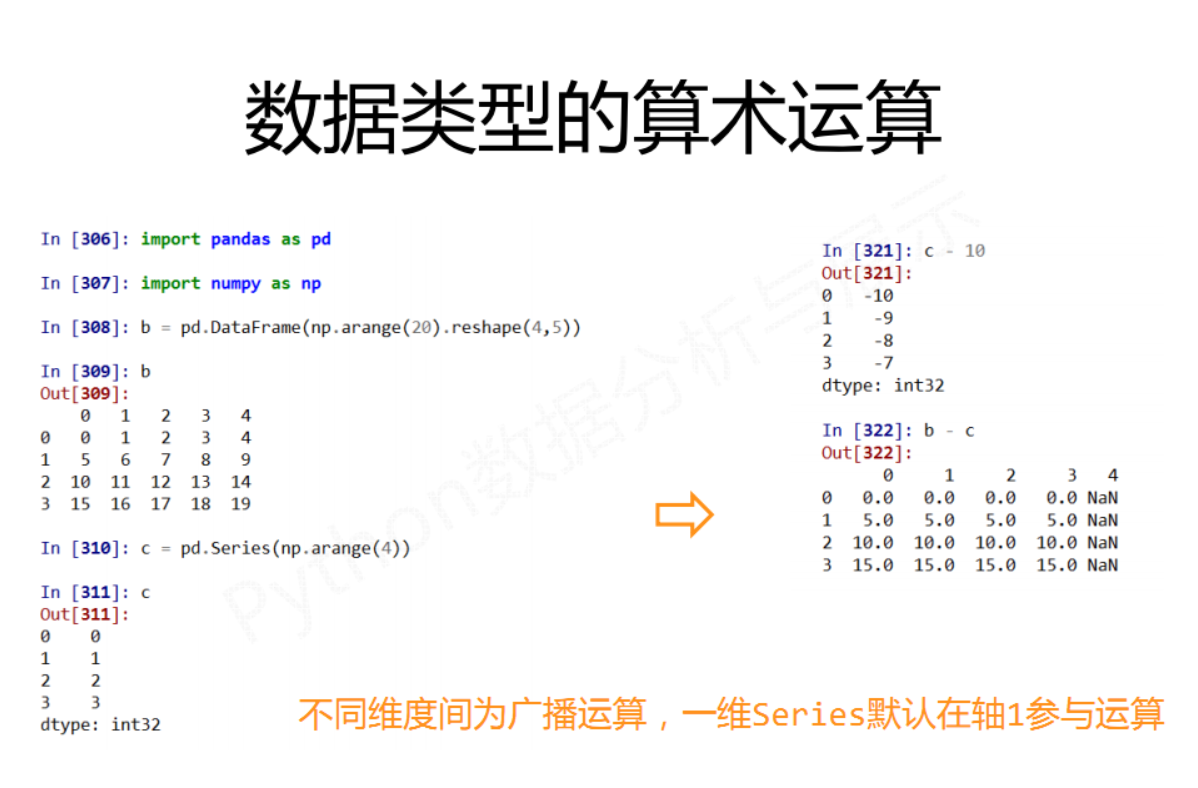 数据类型的算术运算
In [306]: import pandas as pd
In [307]: import numpy as np
In [308]: b = pd.DataFrame(np.arange(20).reshape(4,5))
In [309]: b
Out[309]:
    0   1   2   3   4
0   0   1   2   3   4
1   5   6   7   8   9
2  10  11  12  13  14
3  15  16  17  18  19
In [310]: c = pd.Series(np.arange(4))
In [311]: c
Out[311]:
0    0
1    1
2    2
3    3
dtype: int32
In [321]: c - 10
Out[321]:
0   -10
1    -9
2    -8
3    -7
dtype: int32
In [322]: b - c
Out[322]:
      0     1     2     3   4
0   0.0   0.0   0.0   0.0 NaN
1   5.0   5.0   5.0   5.0 NaN
2  10.0  10.0  10.0  10.0 NaN
3  15.0  15.0  15.0  15.0 NaN
不同维度间为广播运算，一维Series默认在轴1参与运算
Python数据分析与展示